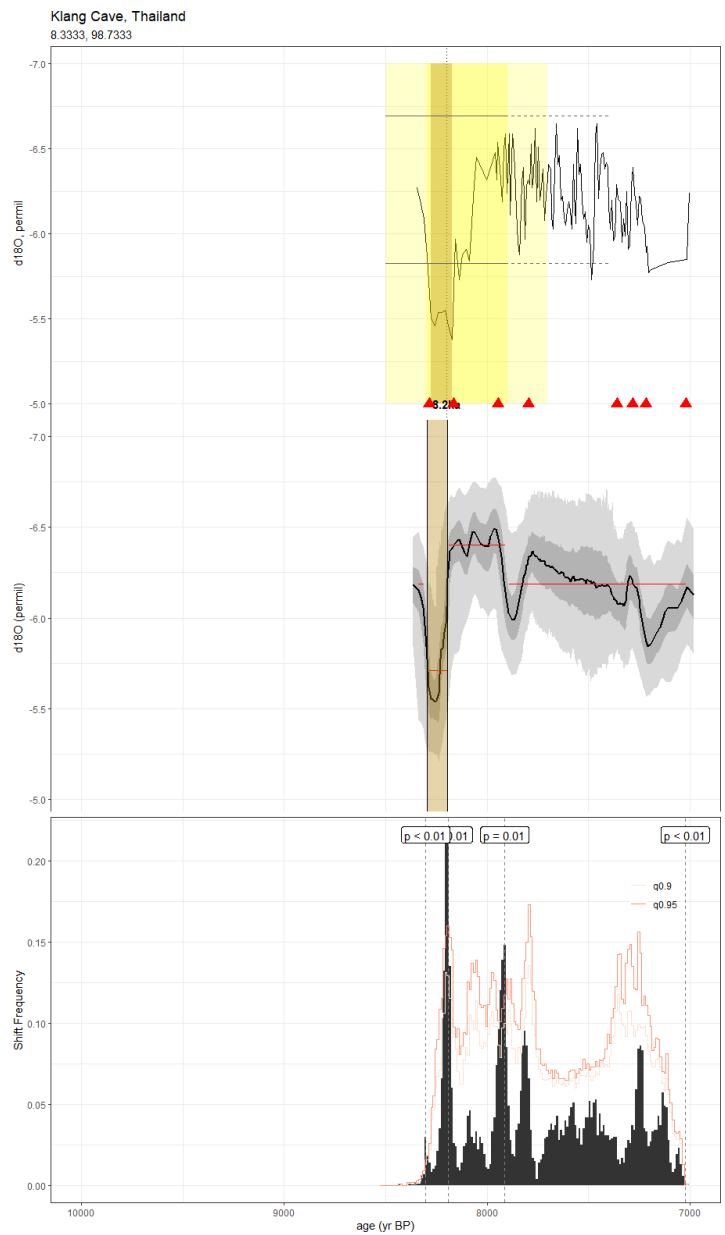 Klang Cave, Thailand
8.3333, 98.7333
-7.0
-6.5
-6.0
-5.5
-5.0
d18O, permil
8.2ka
-7.0
-6.5
-6.0
-5.5
-5.0
d18O (permil)
p < 0.01
0.01
p = 0.01
p < 0.01
0.20
0.15
0.10
0.05
0.00
Shift Frequency
q0.9
q0.95
10000
9000
8000
7000
age (yr BP)